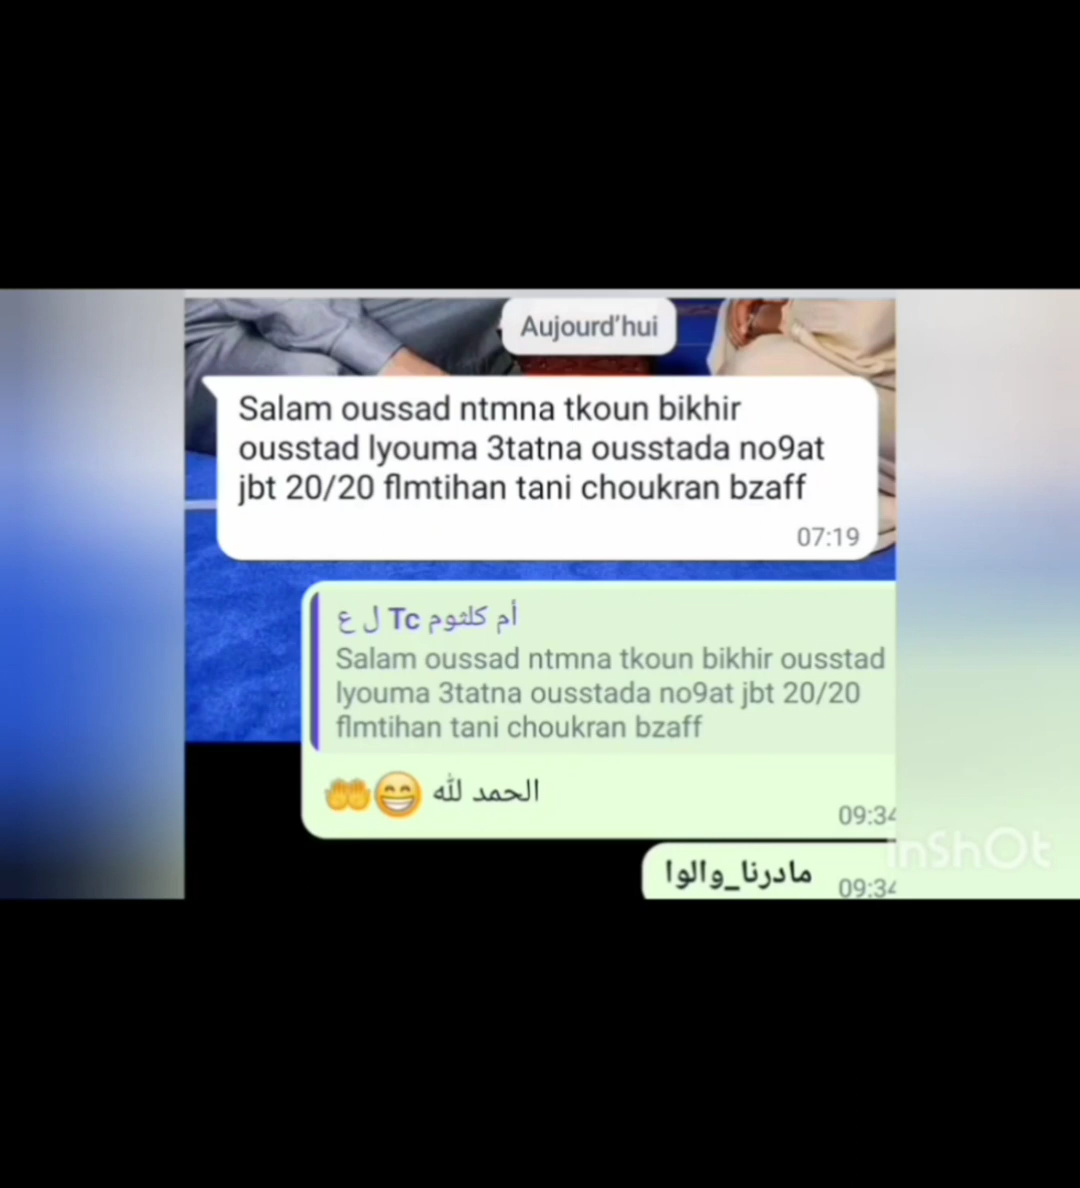 Aujourd'hui
Salam oussad ntmna tkoun bikhir
ousstad lyouma 3tatna ousstada no9at
jbt 20/20 flmtihan tani choukran bzaff
07:19
أم كلثوم Tc ل ع
Salam oussad ntmna tkoun bikhir ousstad
lyouma 3tatna ousstada no9at jbt 20/20
flmtihan tani choukran bzaff
الحمد لله 😁🤲
09:34
مادرنا_والوا
09:34
InShOt